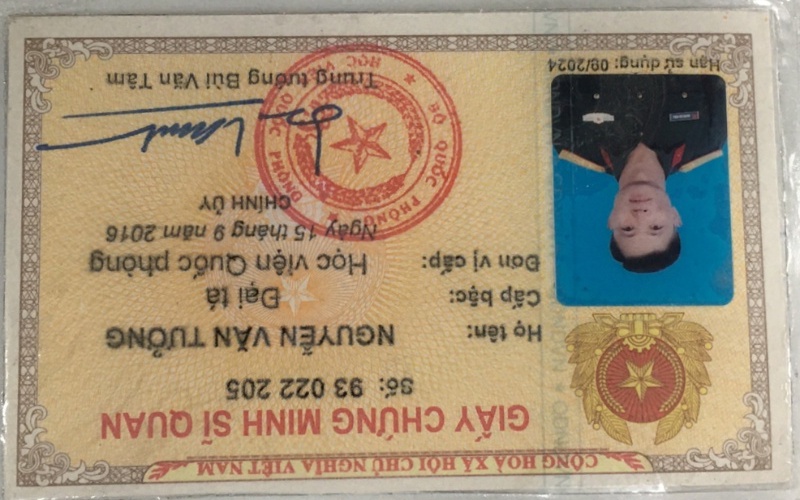 CỘNG HOÀ XÃ HỘI CHỦ NGHĨA VIỆT NAM
GIẤY CHỨNG MINH SĨ QUAN
Số: 93 022 205
Họ tên: NGUYỄN VĂN TƯỞNG
Cấp bậc: Đại tá
Đơn vị cấp: Học viện Quốc phòng
Ngày 15 tháng 9 năm 2016
CHÍNH ỦY
BỘ QUỐC PHÒNG
HỌC VIỆN QUỐC PHÒNG
Trung tướng Bùi Văn Tâm
Hạn sử dụng: 09/2024